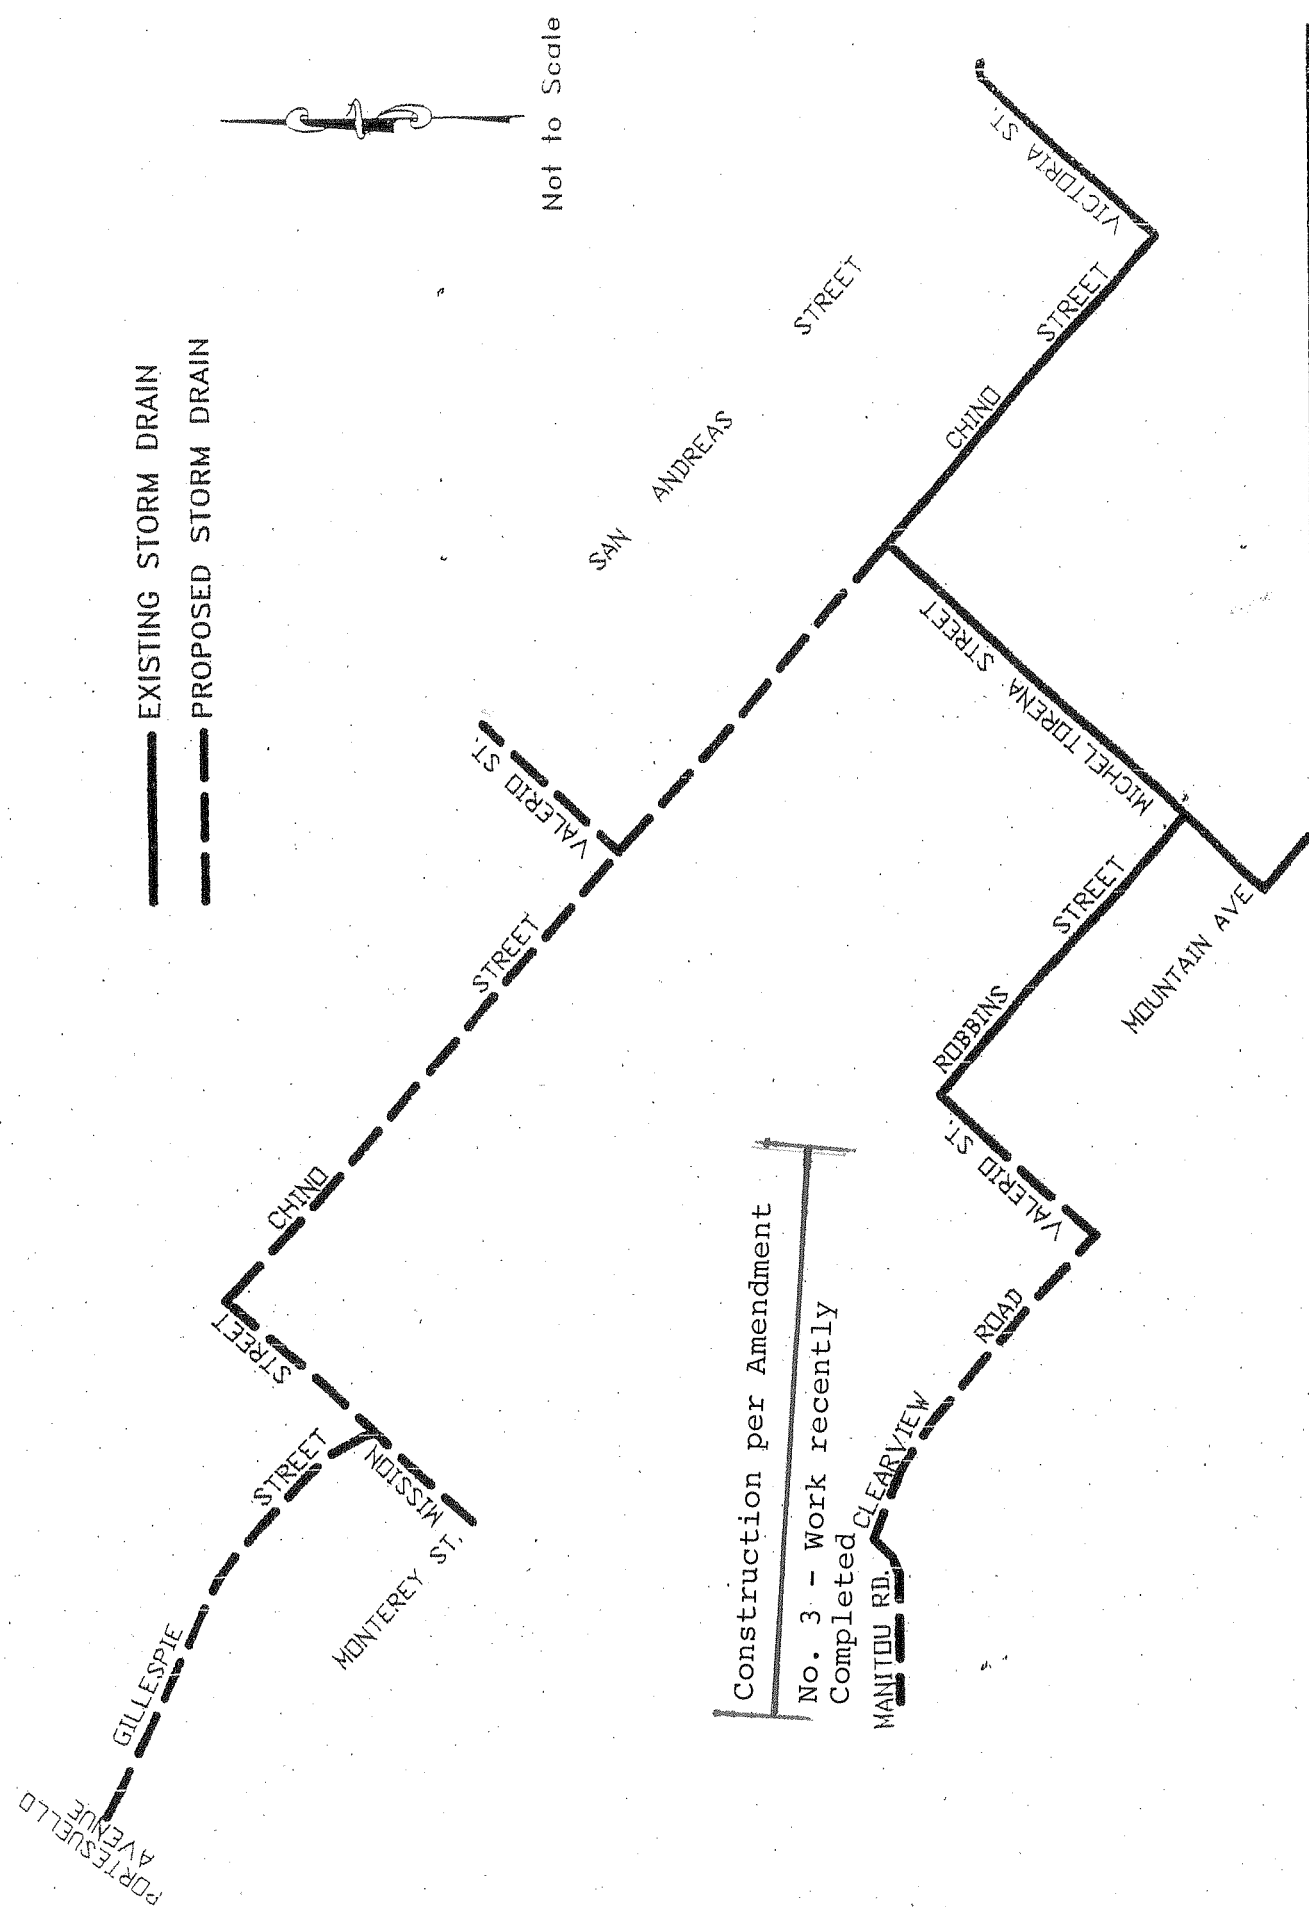 EXISTING STORM DRAIN
PROPOSED STORM DRAIN
Not to Scale
PORTESUELLO
AVENUE
GILLESPIE
STREET
MONTEREY ST.
MISSION
STREET
CHINO
STREET
VALERIO ST.
SAN ANDREAS STREET
CHINO
STREET
VICTORIA ST.
MICHELTORENA
STREET
ROBBINS
STREET
MOUNTAIN AVE
VALERIO ST.
CLEARVIEW
ROAD
MANITOU RD.
Construction per Amendment
No. 3 - Work recently
Completed